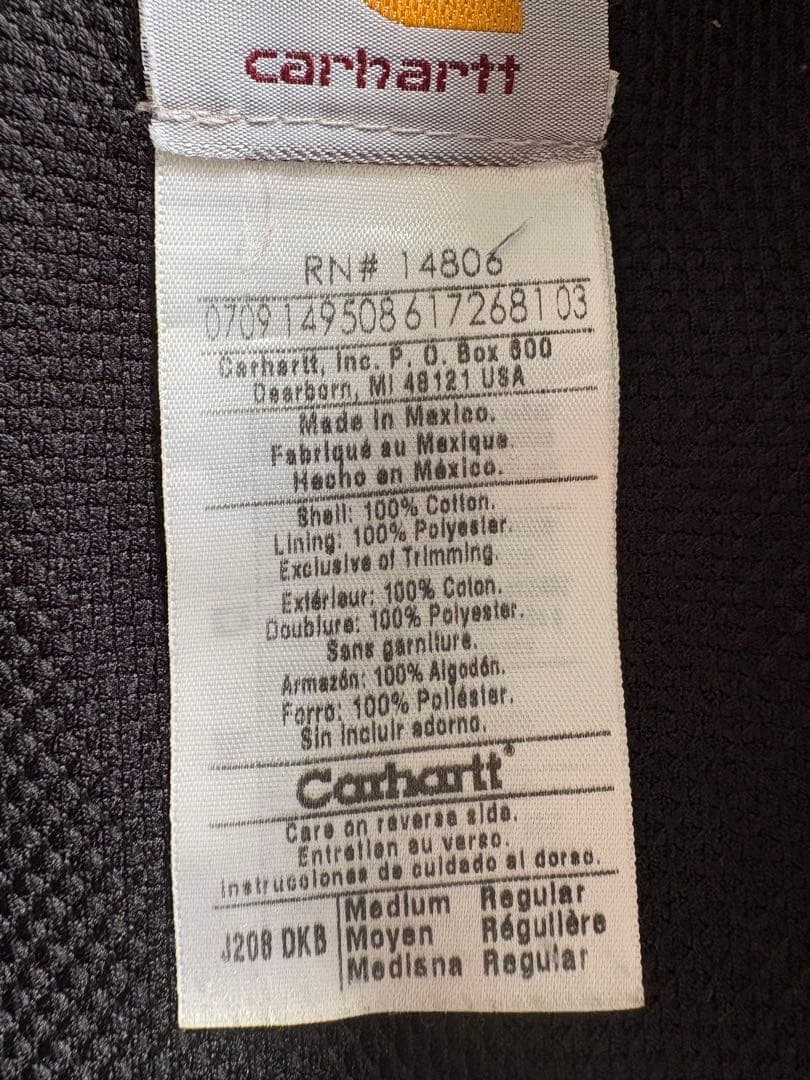 carhartt
RN# 14806
0709149508617268103
Carhartt, Inc. P. O. Box 600
Dearborn, MI 48121 USA
Made in Mexico.
Fabriqué au Mexique.
Hecho en México.
Shell: 100% Cotton.
Lining: 100% Polyester.
Exclusive of Trimming.
Extérieur: 100% Coton.
Doublure: 100% Polyester.
Sans garniture.
Armazón: 100% Algodón.
Forro: 100% Poliéster.
Sin incluir adorno.
Carhartt®
Care on reverse side.
Entretien au verso.
Instrucciones de cuidado al dorso.
J208 DKB
Medium Regular
Moyen Régulière
Mediana Regular